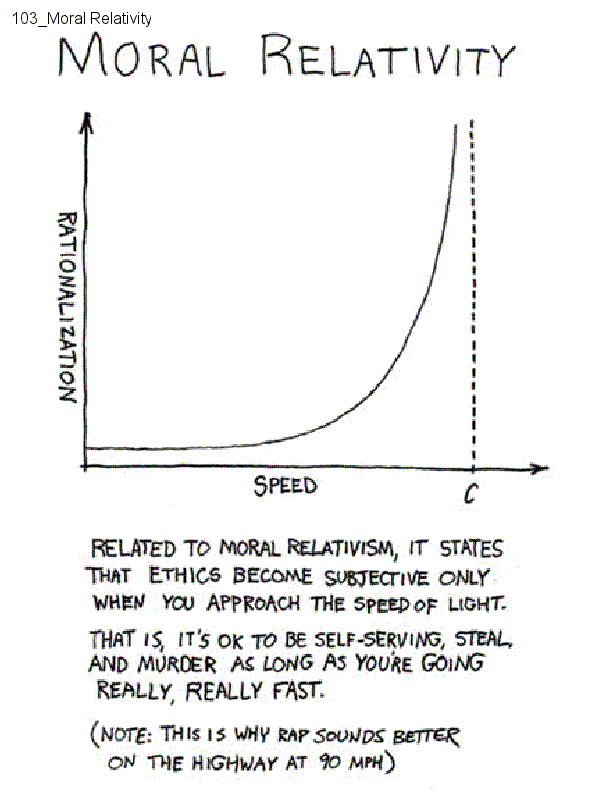 103_Moral Relativity
MORAL RELATIVITY
RATIONALIZATION
SPEED
C
RELATED TO MORAL RELATIVISM, IT STATES
THAT ETHICS BECOME SUBJECTIVE ONLY
WHEN YOU APPROACH THE SPEED OF LIGHT.
THAT IS, IT'S OK TO BE SELF-SERVING, STEAL,
AND MURDER AS LONG AS YOU'RE GOING
REALLY, REALLY FAST.
(NOTE: THIS IS WHY RAP SOUNDS BETTER
ON THE HIGHWAY AT 90 MPH)